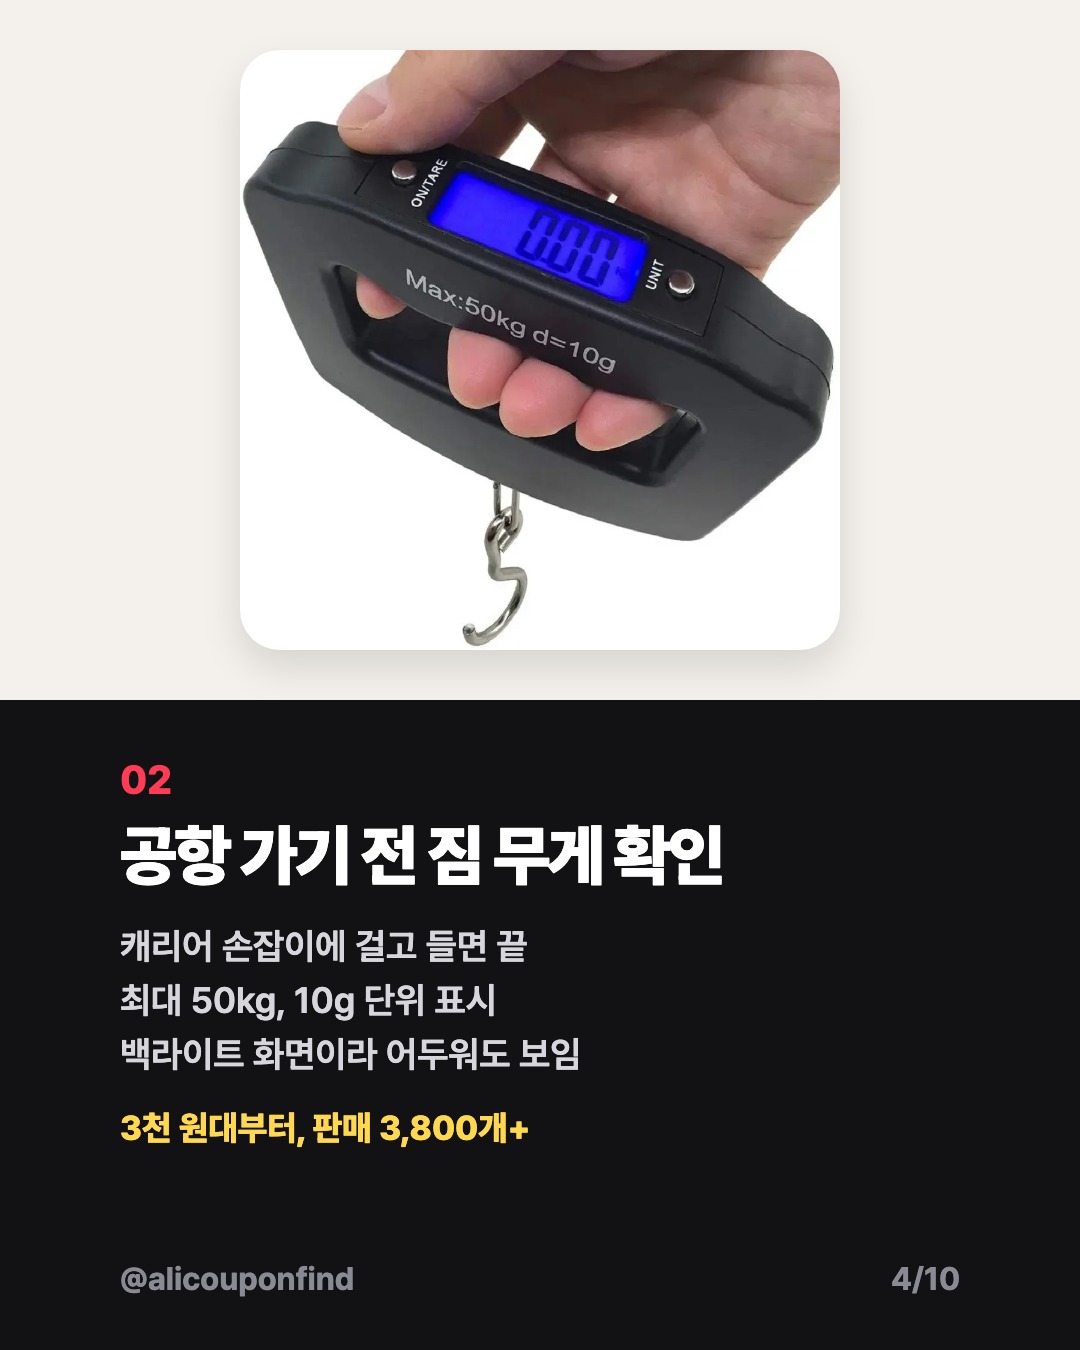 ON/TARE
0.00
UNIT
Max:50kg d=10g
02
공항 가기 전 짐 무게 확인
캐리어 손잡이에 걸고 들면 끝
최대 50kg, 10g 단위 표시
백라이트 화면이라 어두워도 보임
3천 원대부터, 판매 3,800개+
@alicouponfind
4/10